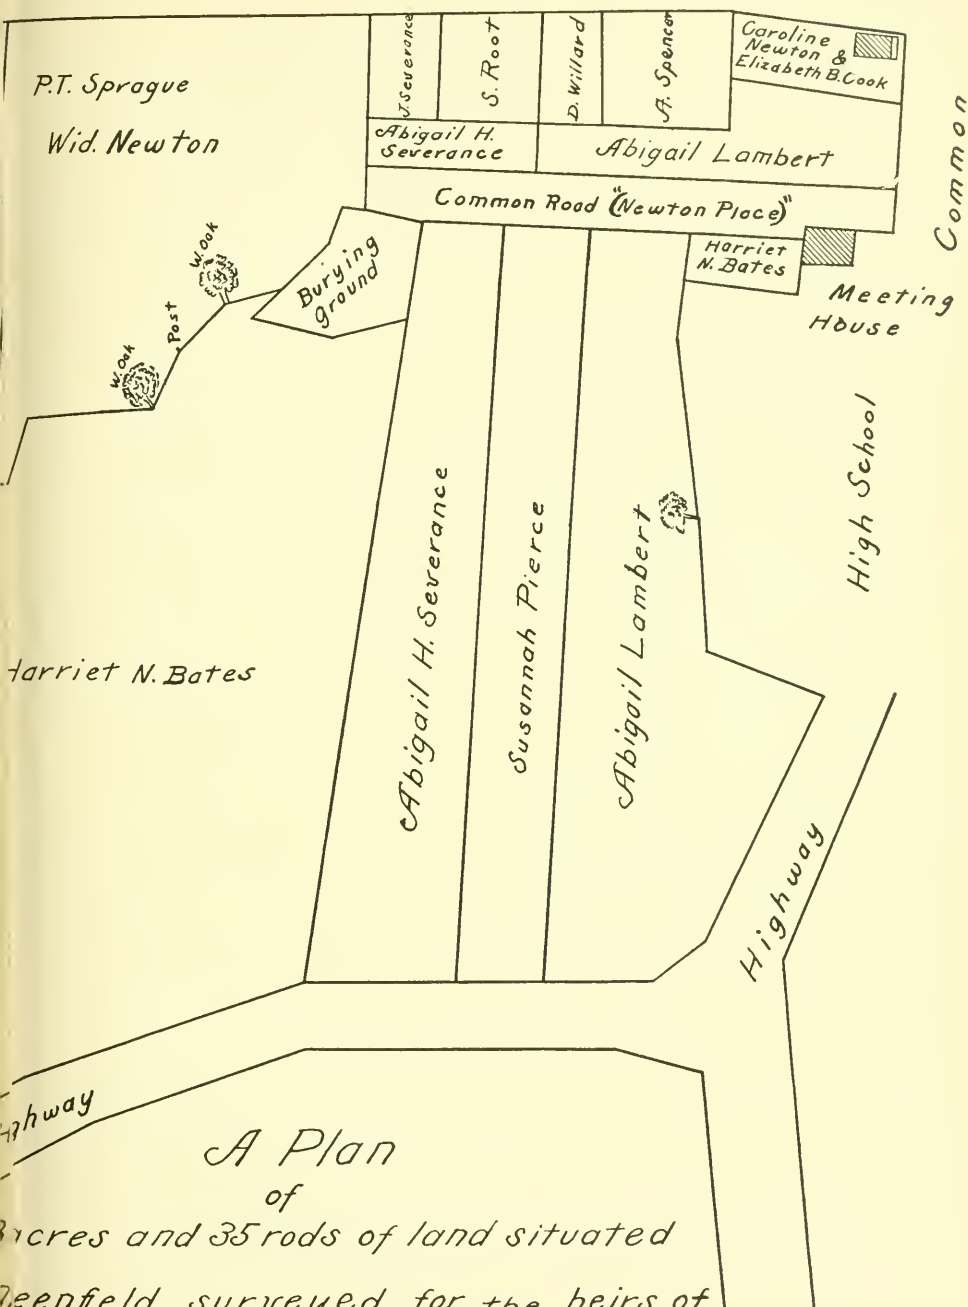 J. Severance
S. Root
D. Willard
A. Spencer
Caroline
Newton &
Elizabeth B. Cook
P.T. Sprague
Wid. Newton
Abigail H.
Severance
Abigail Lambert
Common
Common Road ("Newton Place")
Burying
ground
Harriet
N. Bates
Meeting
House
W. Oak
Post
W. Oak
High School
Abigail H. Severance
Susannah Pierce
Abigail Lambert
Harriet N. Bates
Highway
Highway
A Plan
of
acres and 35 rods of land situated
surveyed for the heirs of